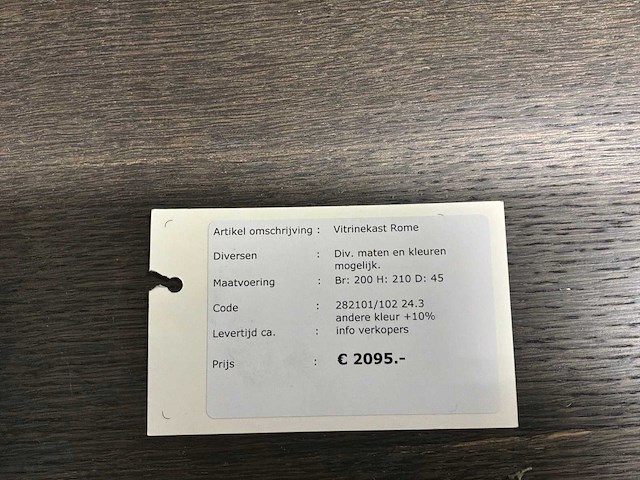 Artikel omschrijving : Vitrinekast Rome
Diversen : Div. maten en kleuren
mogelijk.
Maatvoering : Br: 200 H: 210 D: 45
Code : 282101/102 24.3
andere kleur +10%
Levertijd ca. : info verkopers
Prijs : € 2095.-